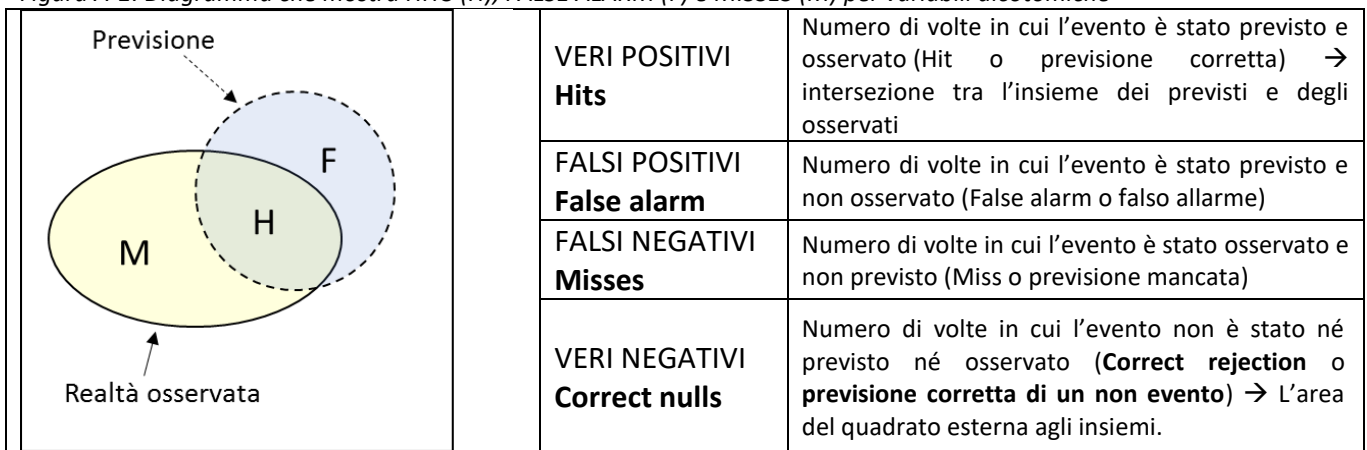 Previsione
F
H
M
Realtà osservata
VERI POSITIVI
Hits
Numero di volte in cui l’evento è stato previsto e
osservato (Hit o previsione corretta) →
intersezione tra l’insieme dei previsti e degli
osservati
FALSI POSITIVI
False alarm
Numero di volte in cui l’evento è stato previsto e
non osservato (False alarm o falso allarme)
FALSI NEGATIVI
Misses
Numero di volte in cui l’evento è stato osservato e
non previsto (Miss o previsione mancata)
VERI NEGATIVI
Correct nulls
Numero di volte in cui l’evento non è stato né
previsto né osservato (Correct rejection o
previsione corretta di un non evento) → L’area
del quadrato esterna agli insiemi.